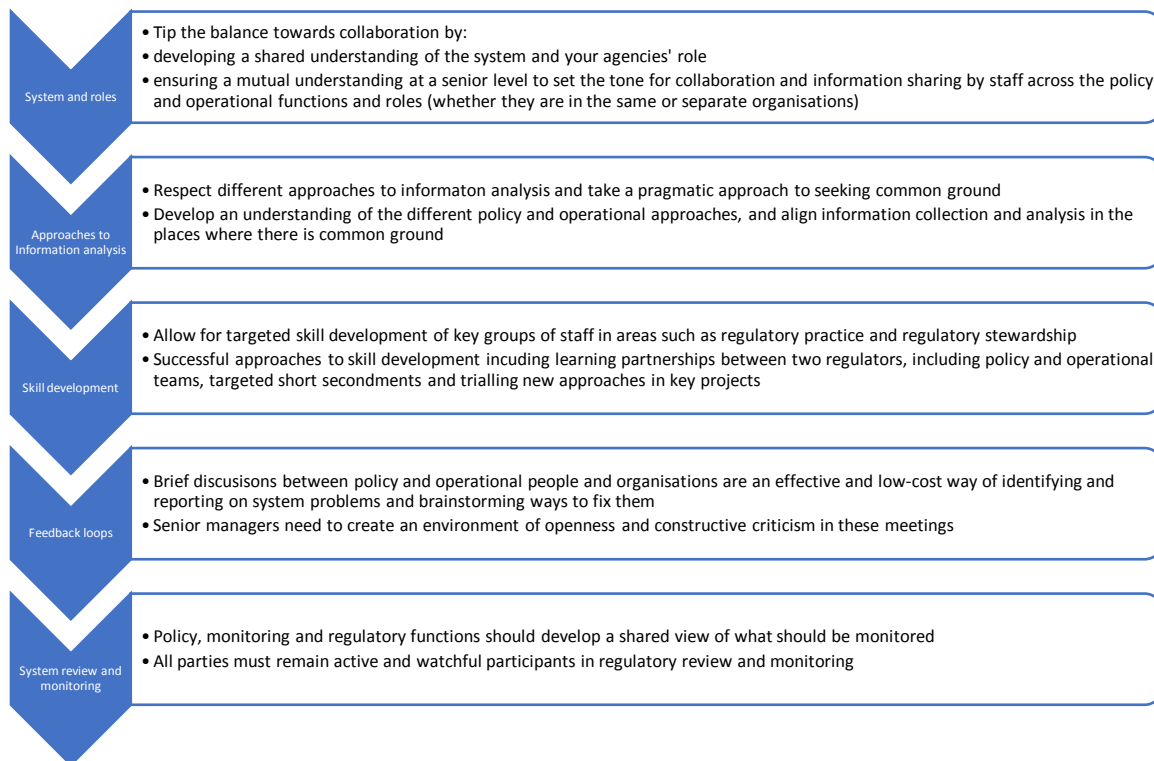 System and roles
• Tip the balance towards collaboration by:
• developing a shared understanding of the system and your agencies' role
• ensuring a mutual understanding at a senior level to set the tone for collaboration and information sharing by staff across the policy
and operational functions and roles (whether they are in the same or separate organisations)
Approaches to
Information analysis
• Respect different approaches to informaton analysis and take a pragmatic approach to seeking common ground
• Develop an understanding of the different policy and operational approaches, and align information collection and analysis in the
places where there is common ground
Skill development
• Allow for targeted skill development of key groups of staff in areas such as regulatory practice and regulatory stewardship
• Successful approaches to skill development incuding learning partnerships between two regulators, including policy and operational
teams, targeted short secondments and trialling new approaches in key projects
Feedback loops
• Brief discusisons between policy and operational people and organisations are an effective and low-cost way of identifying and
reporting on system problems and brainstorming ways to fix them
• Senior managers need to create an environment of openness and constructive criticism in these meetings
System review and
monitoring
• Policy, monitoring and regulatory functions should develop a shared view of what should be monitored
• All parties must remain active and watchful participants in regulatory review and monitoring